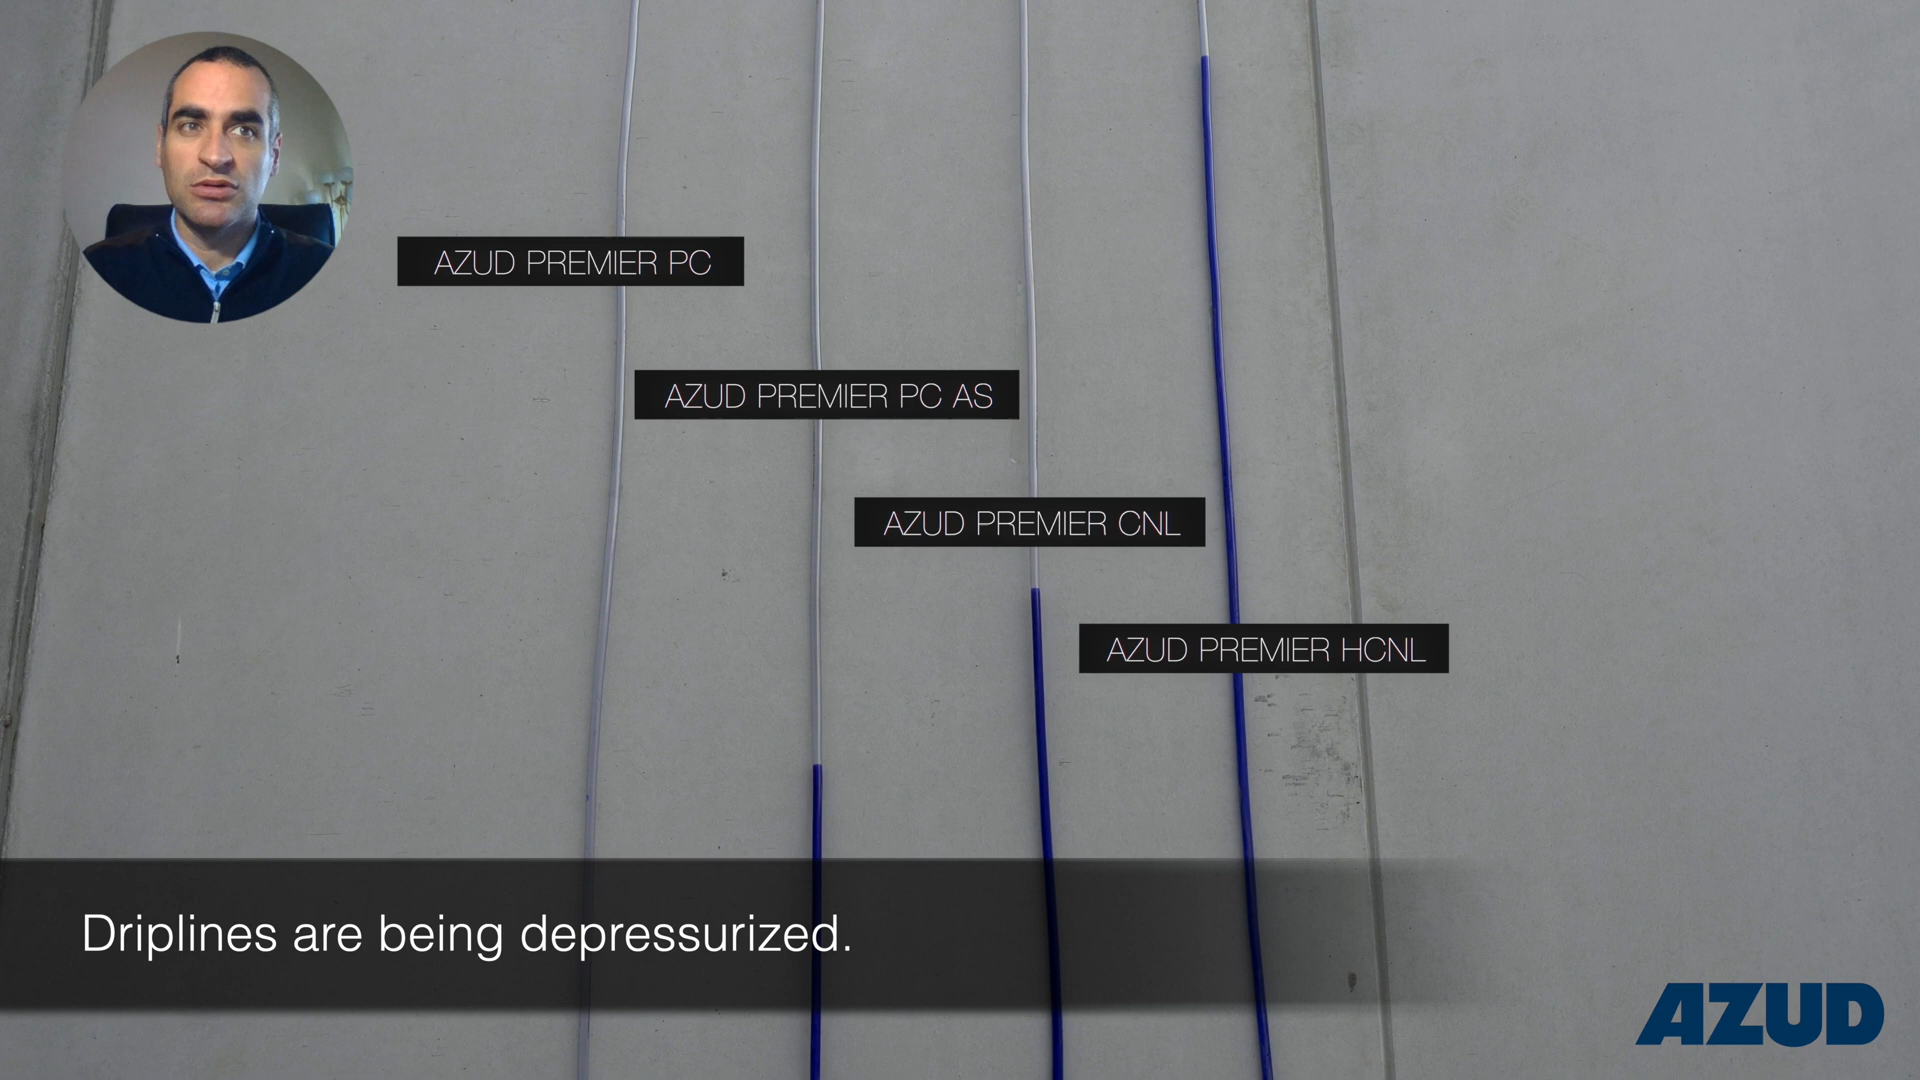 AZUD PREMIER PC
AZUD PREMIER PC AS
AZUD PREMIER CNL
AZUD PREMIER HCNL
Driplines are being depressurized.
AZUD